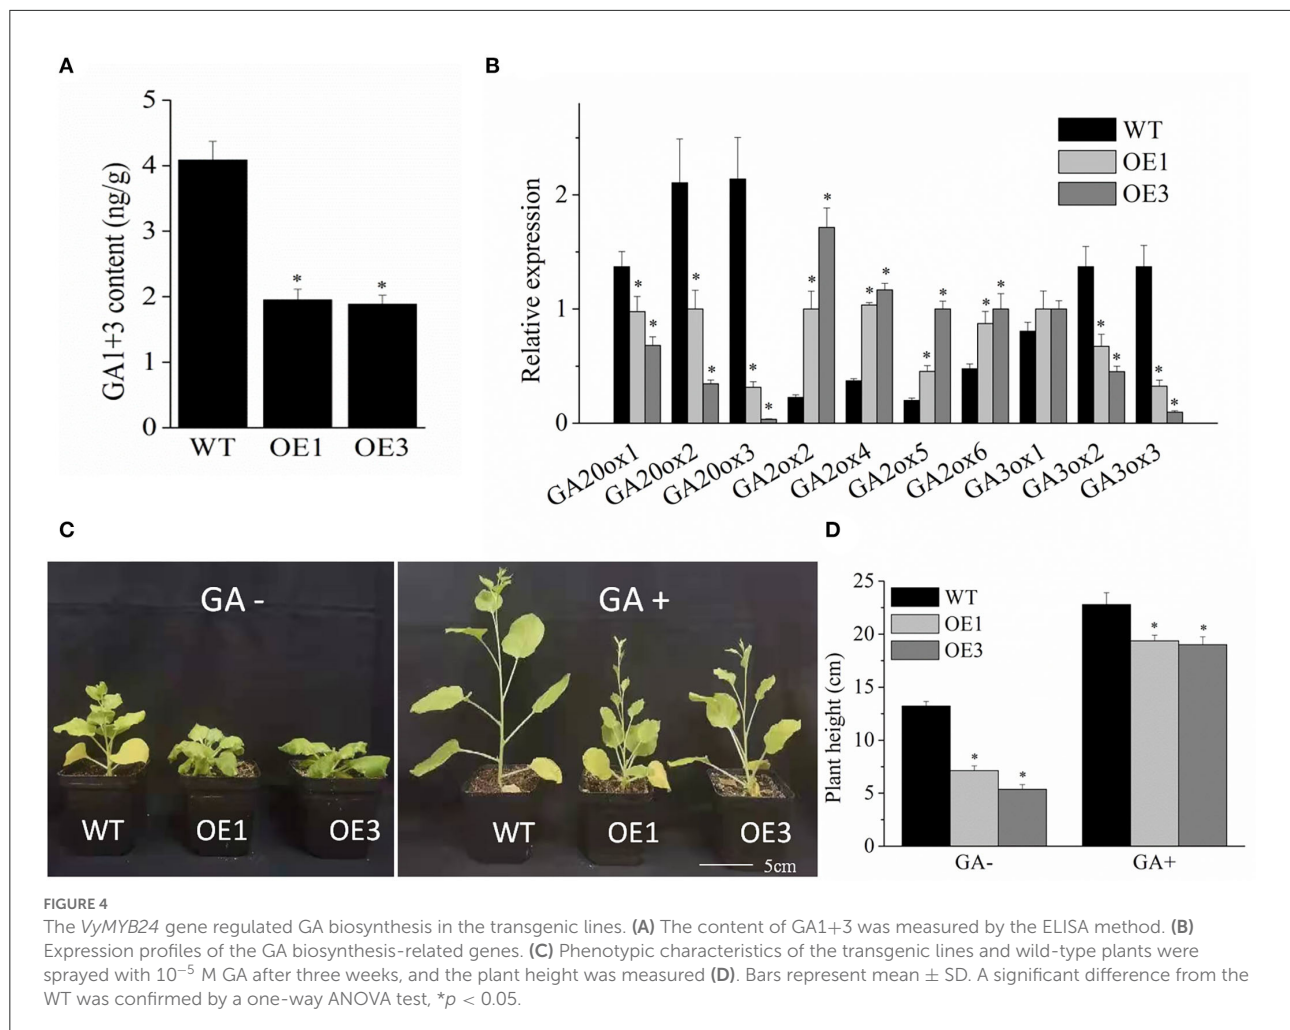 A
GA1+3 content (ng/g)
5
4
3
2
1
0
*
*
WT OE1 OE3
B
Relative expression
2
1
0
WT
OE1
OE3
* * * * * * * * * * * * * * * * * *
GA20ox1 GA20ox2 GA20ox3 GA2ox2 GA2ox4 GA2ox5 GA2ox6 GA3ox1 GA3ox2 GA3ox3
C
GA -
WT OE1 OE3
GA +
WT OE1 OE3
5cm
D
Plant height (cm)
25
20
15
10
5
0
WT
OE1
OE3
* * * *
GA- GA+
FIGURE 4
The VyMYB24 gene regulated GA biosynthesis in the transgenic lines. (A) The content of GA1+3 was measured by the ELISA method. (B)
Expression profiles of the GA biosynthesis-related genes. (C) Phenotypic characteristics of the transgenic lines and wild-type plants were
sprayed with 10⁻⁵ M GA after three weeks, and the plant height was measured (D). Bars represent mean ± SD. A significant difference from the
WT was confirmed by a one-way ANOVA test, *p < 0.05.